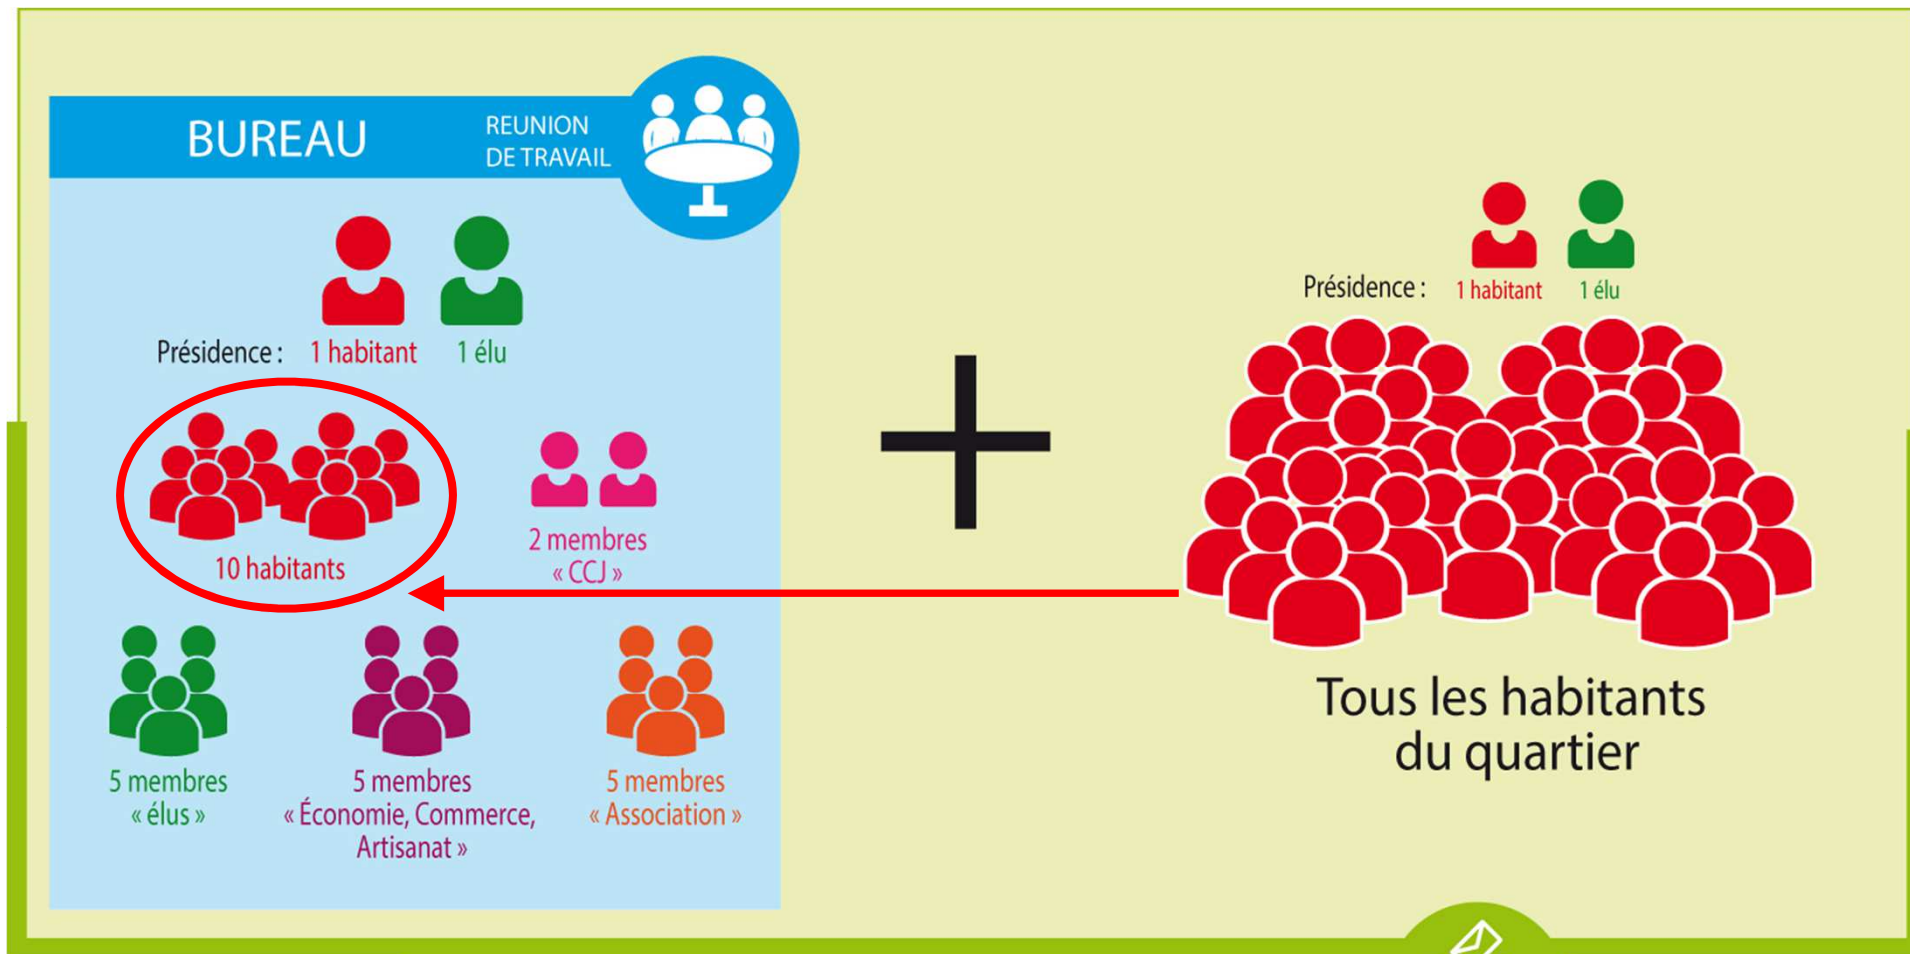 BUREAU
REUNION
DE TRAVAIL
Présidence : 1 habitant 1 élu
10 habitants
2 membres
« CCJ »
5 membres
« élus »
5 membres
« Économie, Commerce,
Artisanat »
5 membres
« Association »
Présidence : 1 habitant 1 élu
Tous les habitants
du quartier